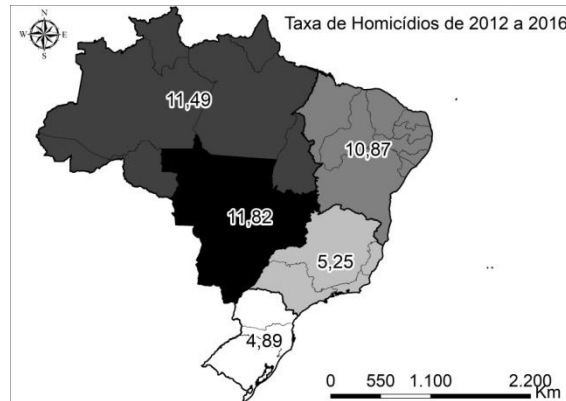 Taxa de Homicídios de 2012 a 2016
N
W E
S
11,49
10,87
11,82
5,25
4,89
0 550 1.100 2.200
Km